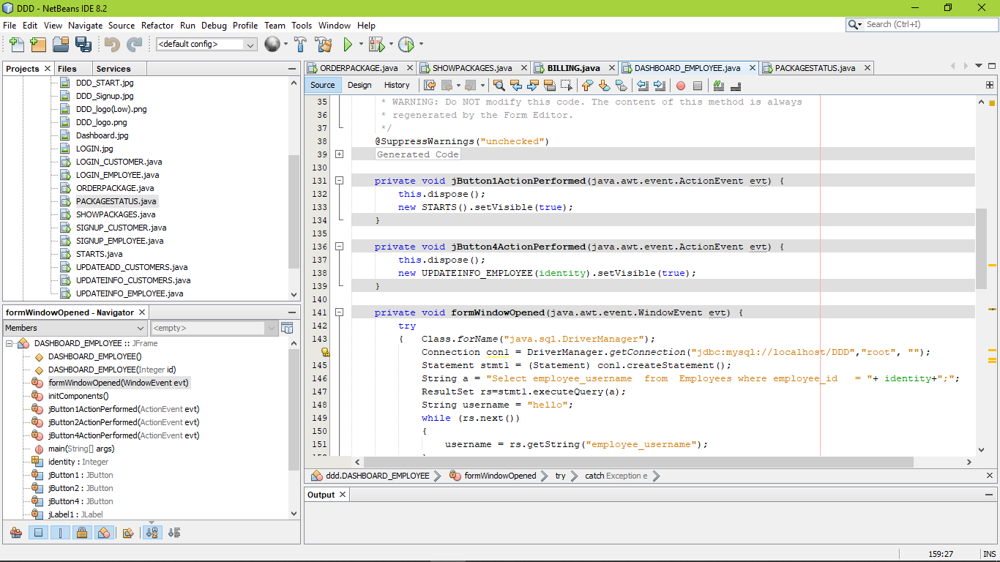 DDD - NetBeans IDE 8.2
File Edit View Navigate Source Refactor Run Debug Profile Team Tools Window Help
Search (Ctrl+I)
<default config>
Projects Files Services
DDD_START.jpg
DDD_Signup.jpg
DDD_logo(Low).png
DDD_logo.png
Dashboard.jpg
LOGIN.jpg
LOGIN_CUSTOMER.java
LOGIN_EMPLOYEE.java
ORDERPACKAGE.java
PACKAGESTATUS.java
SHOWPACKAGES.java
SIGNUP_CUSTOMER.java
SIGNUP_EMPLOYEE.java
STARTS.java
UPDATEADD_CUSTOMERS.java
UPDATEINFO_CUSTOMERS.java
UPDATEINFO_EMPLOYEE.java
formWindowOpened - Navigator
Members <empty>
DASHBOARD_EMPLOYEE :: JFrame
DASHBOARD_EMPLOYEE()
DASHBOARD_EMPLOYEE(Integer id)
formWindowOpened(WindowEvent evt)
initComponents()
jButton1ActionPerformed(ActionEvent evt)
jButton2ActionPerformed(ActionEvent evt)
jButton4ActionPerformed(ActionEvent evt)
main(String[] args)
identity : Integer
jButton1 : JButton
jButton2 : JButton
jButton4 : JButton
jLabel1 : JLabel
ORDERPACKAGE.java SHOWPACKAGES.java BILLING.java DASHBOARD_EMPLOYEE.java PACKAGESTATUS.java
Source Design History
35 * WARNING: Do NOT modify this code. The content of this method is always
36 * regenerated by the Form Editor.
37 */
38 @SuppressWarnings("unchecked")
39 Generated Code
130
131 private void jButton1ActionPerformed(java.awt.event.ActionEvent evt) {
132 this.dispose();
133 new STARTS().setVisible(true);
134 }
135
136 private void jButton4ActionPerformed(java.awt.event.ActionEvent evt) {
137 this.dispose();
138 new UPDATEINFO_EMPLOYEE(identity).setVisible(true);
139 }
140
141 private void formWindowOpened(java.awt.event.WindowEvent evt) {
142 try
143 { Class.forName("java.sql.DriverManager");
Connection con1 = DriverManager.getConnection("jdbc:mysql://localhost/DDD","root", "");
145 Statement stmt1 = (Statement) con1.createStatement();
146 String a = "Select employee_username  from  Employees where employee_id   = "+ identity+";";
147 ResultSet rs=stmt1.executeQuery(a);
148 String username = "hello";
149 while (rs.next())
150 {
151 username = rs.getString("employee_username");
ddd.DASHBOARD_EMPLOYEE formWindowOpened try catch Exception e
Output
159:27 INS